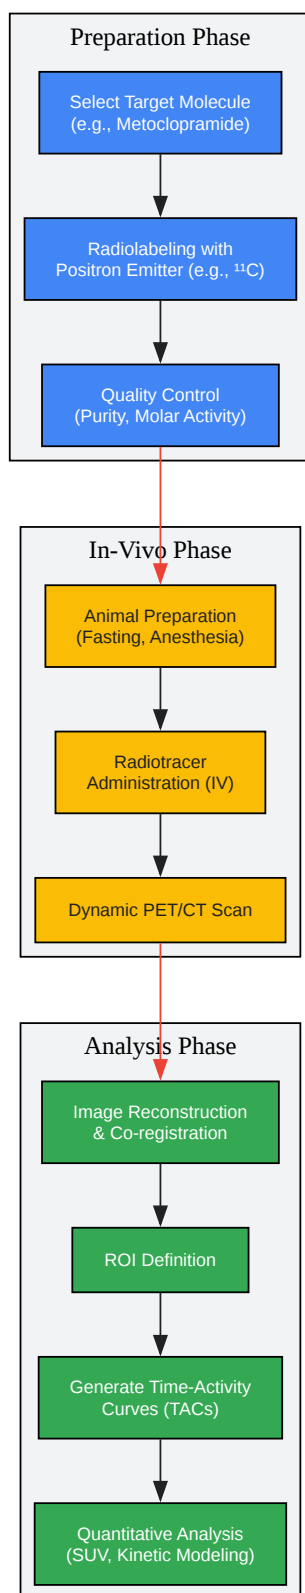 Preparation Phase
Select Target Molecule
(e.g., Metoclopramide)
Radiolabeling with
Positron Emitter (e.g., ¹¹C)
Quality Control
(Purity, Molar Activity)
In-Vivo Phase
Animal Preparation
(Fasting, Anesthesia)
Radiotracer
Administration (IV)
Dynamic PET/CT Scan
Analysis Phase
Image Reconstruction
& Co-registration
ROI Definition
Generate Time-Activity
Curves (TACs)
Quantitative Analysis
(SUV, Kinetic Modeling)